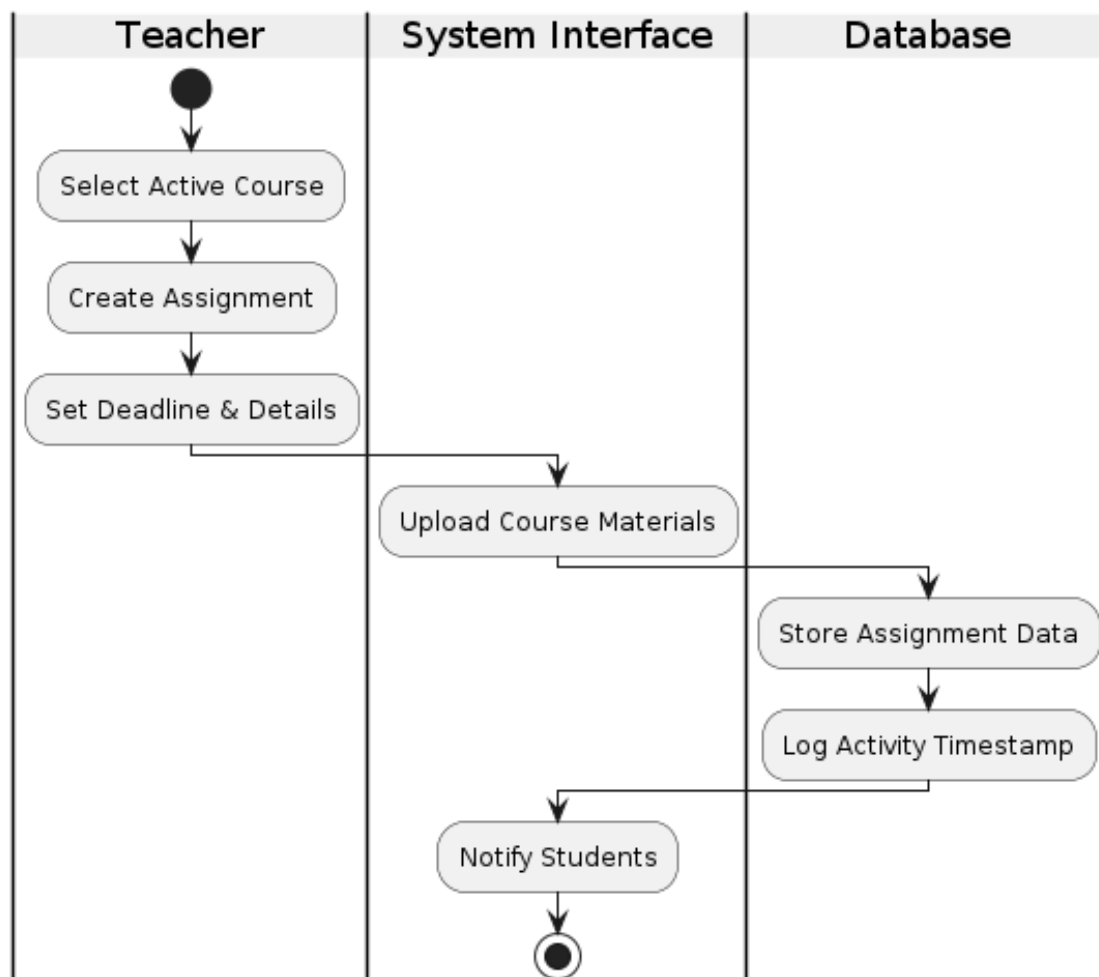 Teacher
System Interface
Database
Select Active Course
Create Assignment
Set Deadline & Details
Upload Course Materials
Store Assignment Data
Log Activity Timestamp
Notify Students